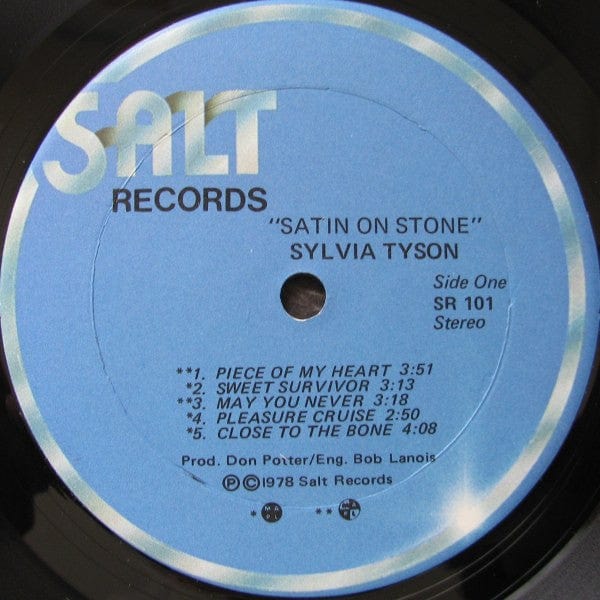 SALT
RECORDS
"SATIN ON STONE"
SYLVIA TYSON
Side One
SR 101
Stereo
**1. PIECE OF MY HEART 3:51
*2. SWEET SURVIVOR 3:13
**3. MAY YOU NEVER 3:18
*4. PLEASURE CRUISE 2:50
*5. CLOSE TO THE BONE 4:08
Prod. Don Potter/Eng. Bob Lanois
Ⓟ©1978 Salt Records
* MAPL ** MAPL